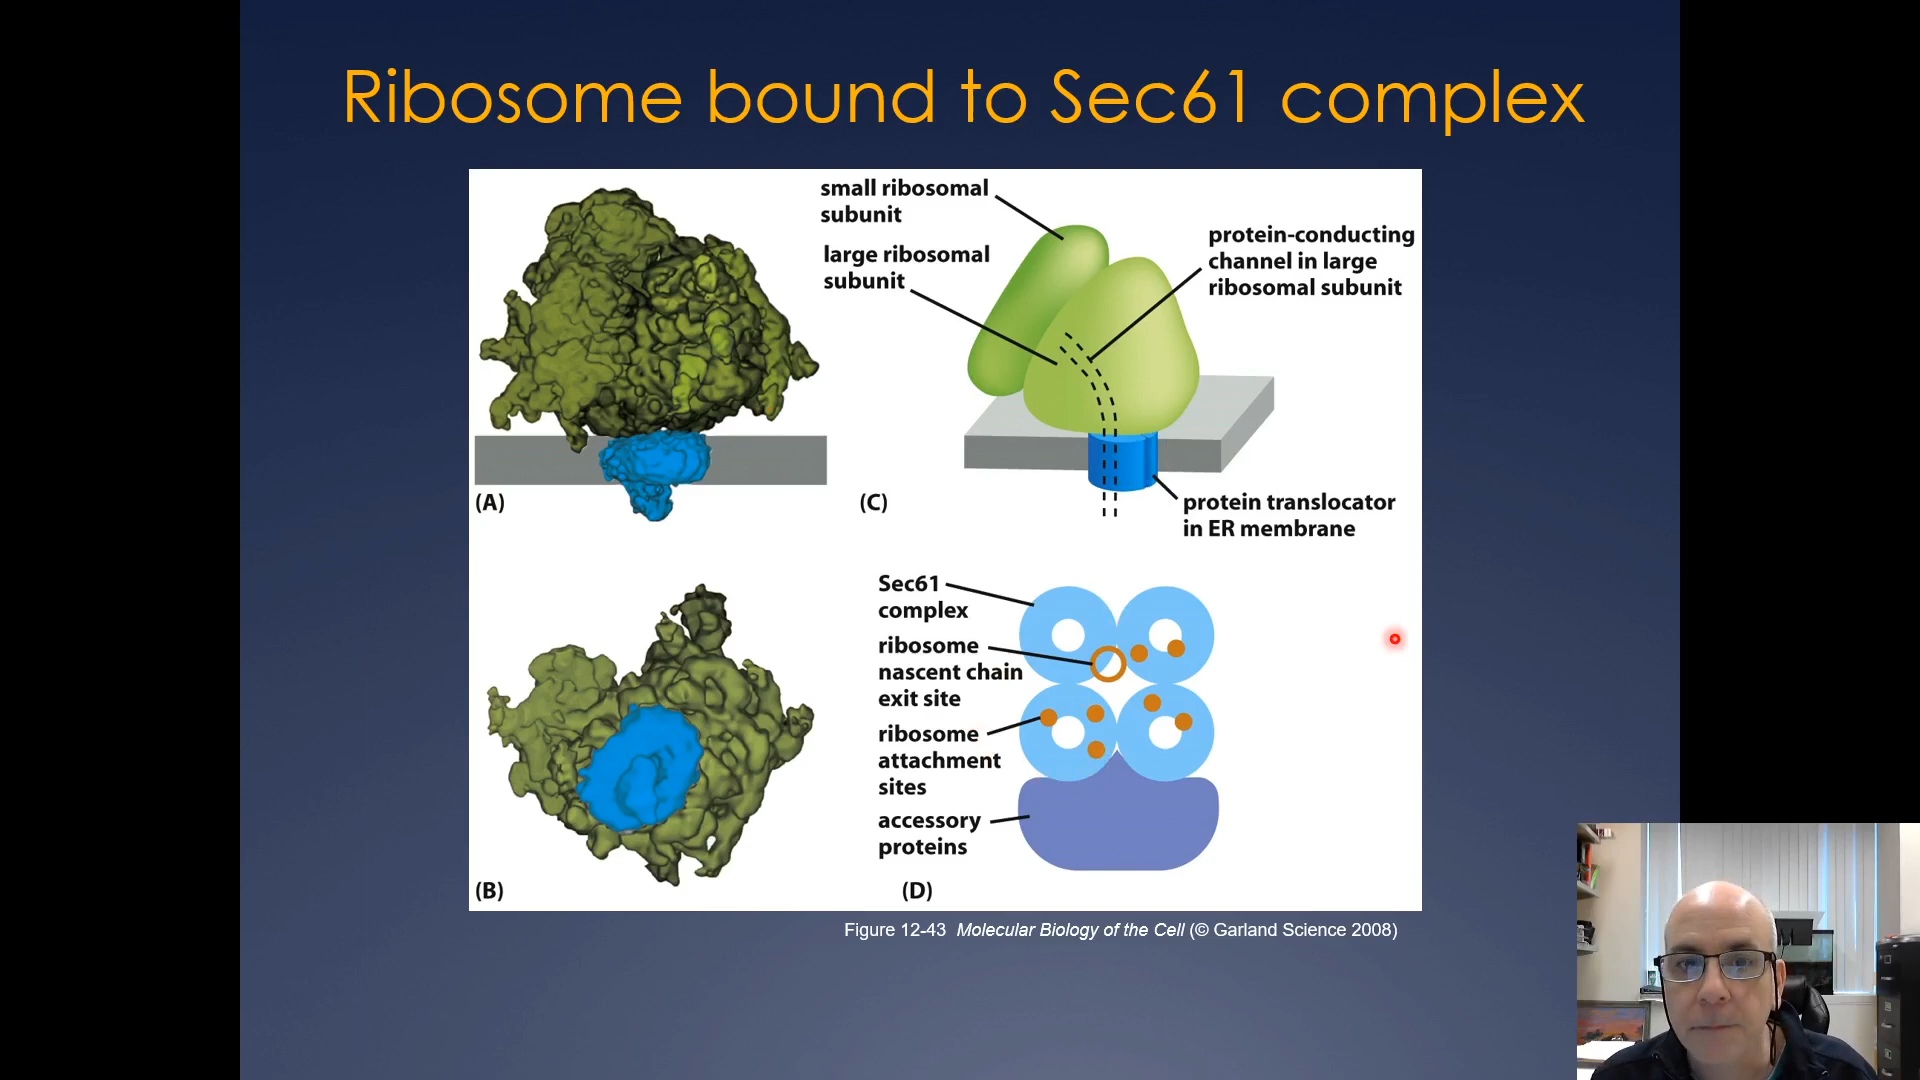 Ribosome bound to Sec61 complex
small ribosomal
subunit
large ribosomal
subunit
protein-conducting
channel in large
ribosomal subunit
(A)
(C)
protein translocator
in ER membrane
Sec61
complex
ribosome
nascent chain
exit site
ribosome
attachment
sites
accessory
proteins
(B)
(D)
Figure 12-43 Molecular Biology of the Cell (© Garland Science 2008)